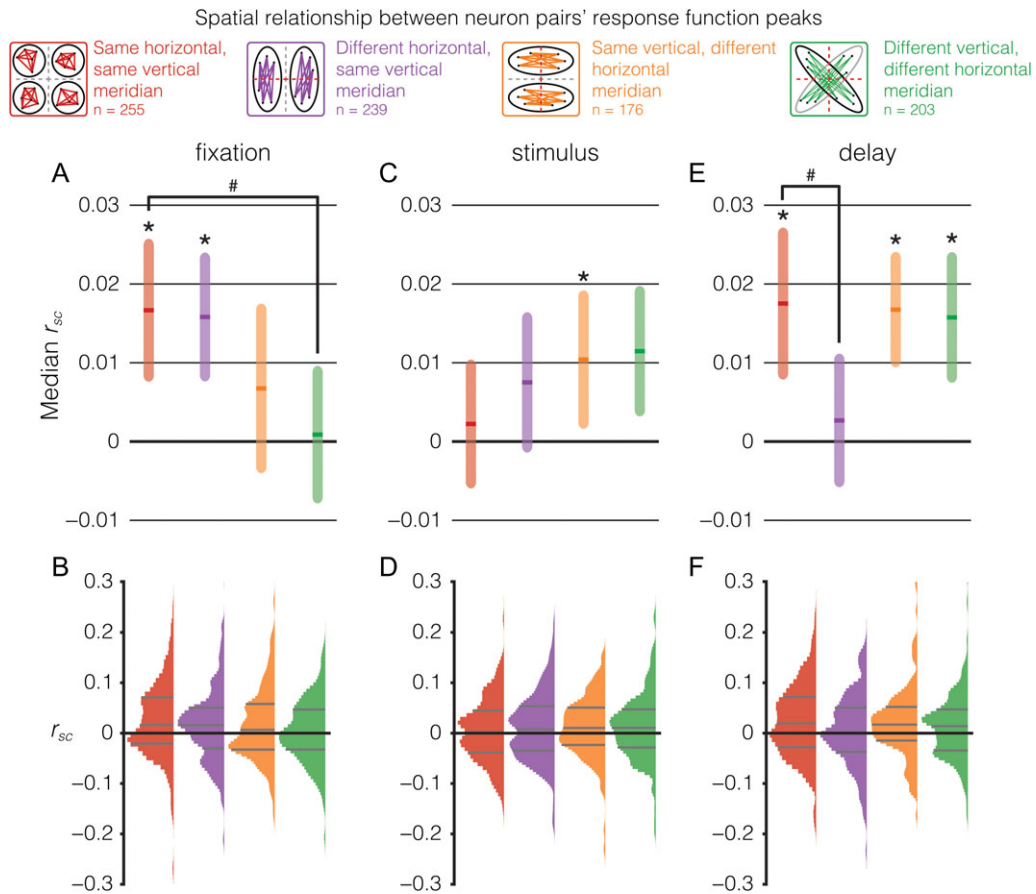 Spatial relationship between neuron pairs' response function peaks
Same horizontal,
same vertical
meridian
n = 255
Different horizontal,
same vertical
meridian
n = 239
Same vertical, different
horizontal
meridian
n = 176
Different vertical,
different horizontal
meridian
n = 203
fixation
stimulus
delay
A
#
0.03
* *
0.02
0.01
0
−0.01
Median rsc
C
0.03
*
0.02
0.01
0
−0.01
E
#
0.03
* * *
0.02
0.01
0
−0.01
B
0.3
0.2
0.1
0
−0.1
−0.2
−0.3
rsc
D
0.3
0.2
0.1
0
−0.1
−0.2
−0.3
F
0.3
0.2
0.1
0
−0.1
−0.2
−0.3